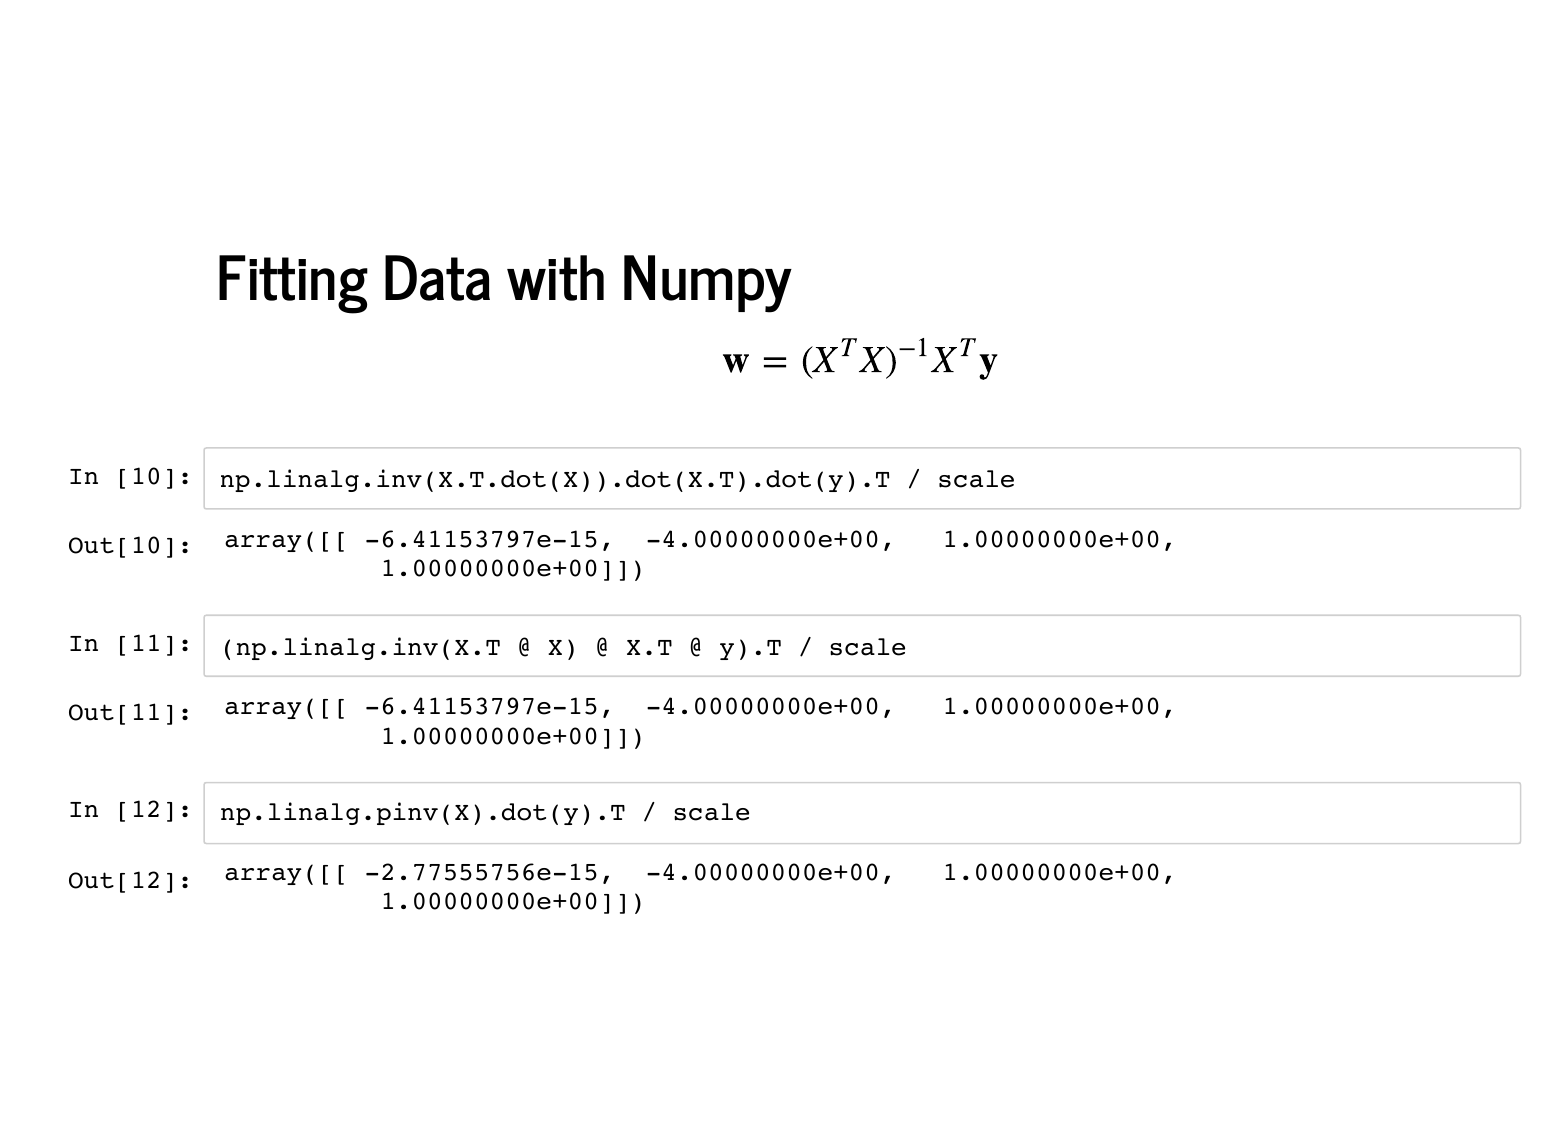 Fitting Data with Numpy
w = (X^T X)^{-1} X^T y
In [10]: np.linalg.inv(X.T.dot(X)).dot(X.T).dot(y).T / scale
Out[10]: array([[ -6.41153797e-15,  -4.00000000e+00,   1.00000000e+00,
          1.00000000e+00]])
In [11]: (np.linalg.inv(X.T @ X) @ X.T @ y).T / scale
Out[11]: array([[ -6.41153797e-15,  -4.00000000e+00,   1.00000000e+00,
          1.00000000e+00]])
In [12]: np.linalg.pinv(X).dot(y).T / scale
Out[12]: array([[ -2.77555756e-15,  -4.00000000e+00,   1.00000000e+00,
          1.00000000e+00]])